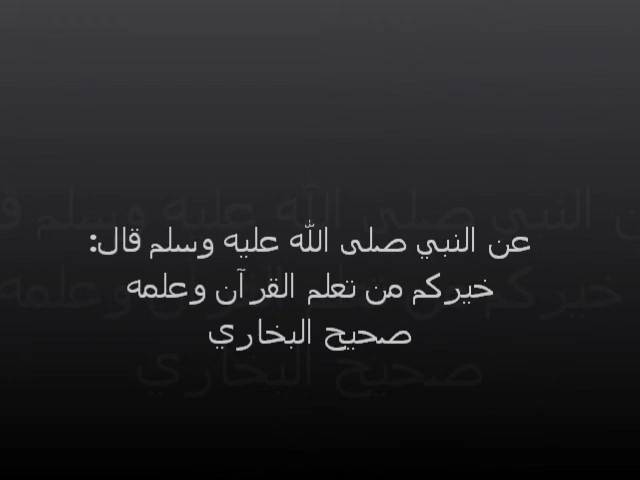 عن النبي صلى الله عليه وسلم قال:
خيركم من تعلم القرآن وعلمه
صحيح البخاري